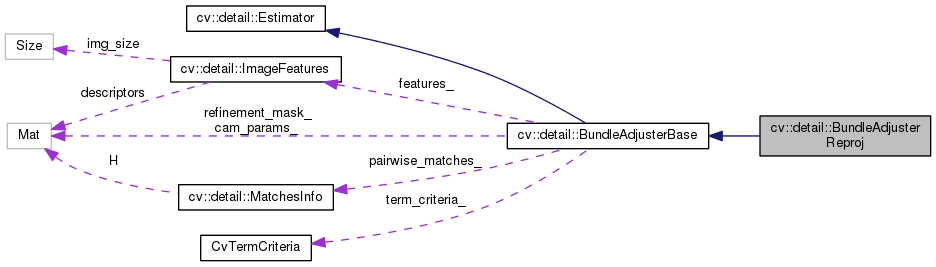 cv::detail::Estimator
Size
img_size
cv::detail::ImageFeatures
descriptors
features_
refinement_mask_
cam_params_
Mat
cv::detail::BundleAdjusterBase
cv::detail::BundleAdjuster
Reproj
H
pairwise_matches_
cv::detail::MatchesInfo
term_criteria_
CvTermCriteria